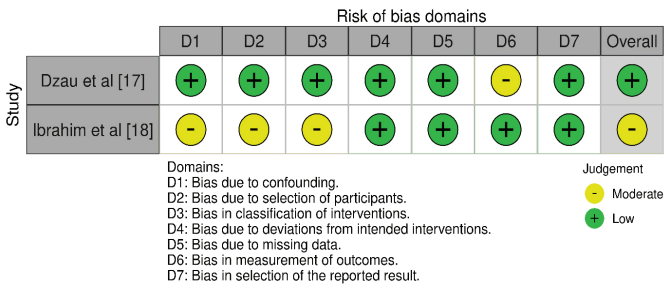 Risk of bias domains
D1 D2 D3 D4 D5 D6 D7 Overall
Study
Dzau et al [17] + + + + + - + +
Ibrahim et al [18] - - - + + + + -
Domains:
D1: Bias due to confounding.
D2: Bias due to selection of participants.
D3: Bias in classification of interventions.
D4: Bias due to deviations from intended interventions.
D5: Bias due to missing data.
D6: Bias in measurement of outcomes.
D7: Bias in selection of the reported result.
Judgement
- Moderate
+ Low